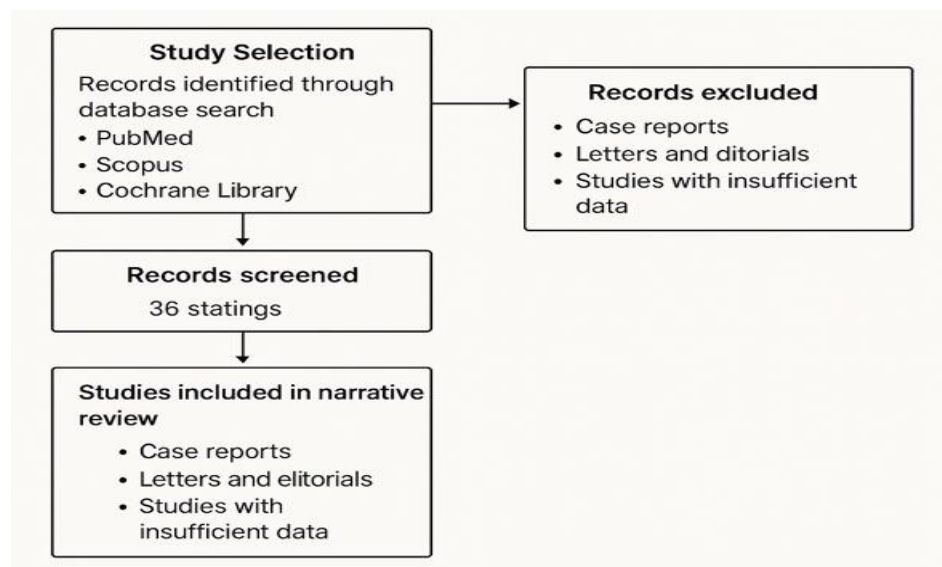 Study Selection
Records identified through
database search
• PubMed
• Scopus
• Cochrane Library
Records excluded
• Case reports
• Letters and ditorials
• Studies with insufficient
data
Records screened
36 statings
Studies included in narrative
review
• Case reports
• Letters and elitorials
• Studies with
insufficient data